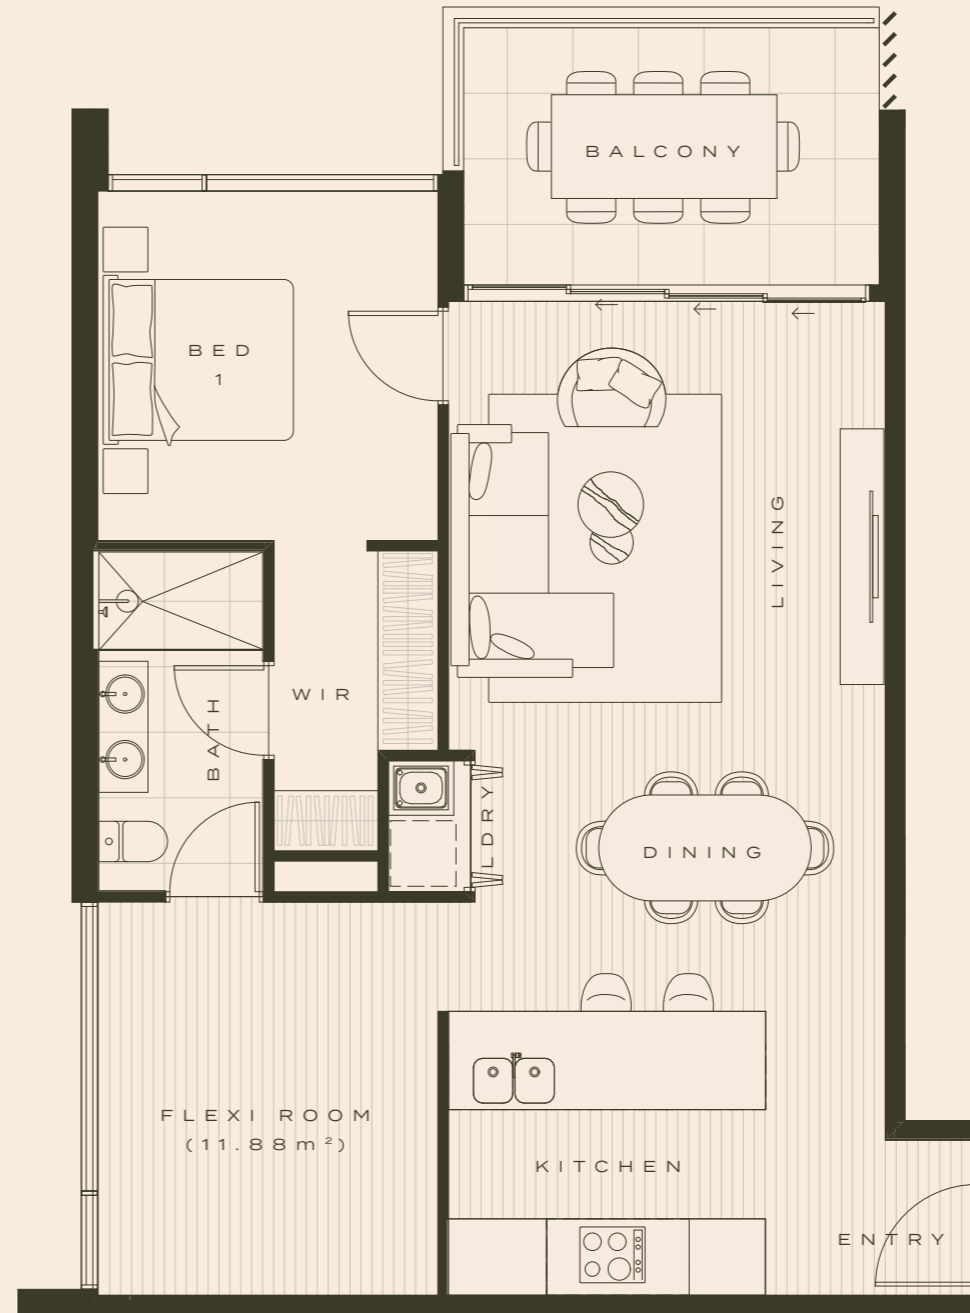 BALCONY
BED
1
LIVING
WIR
BATH
LDRY
DINING
FLEXI ROOM
(11.88m²)
KITCHEN
ENTRY